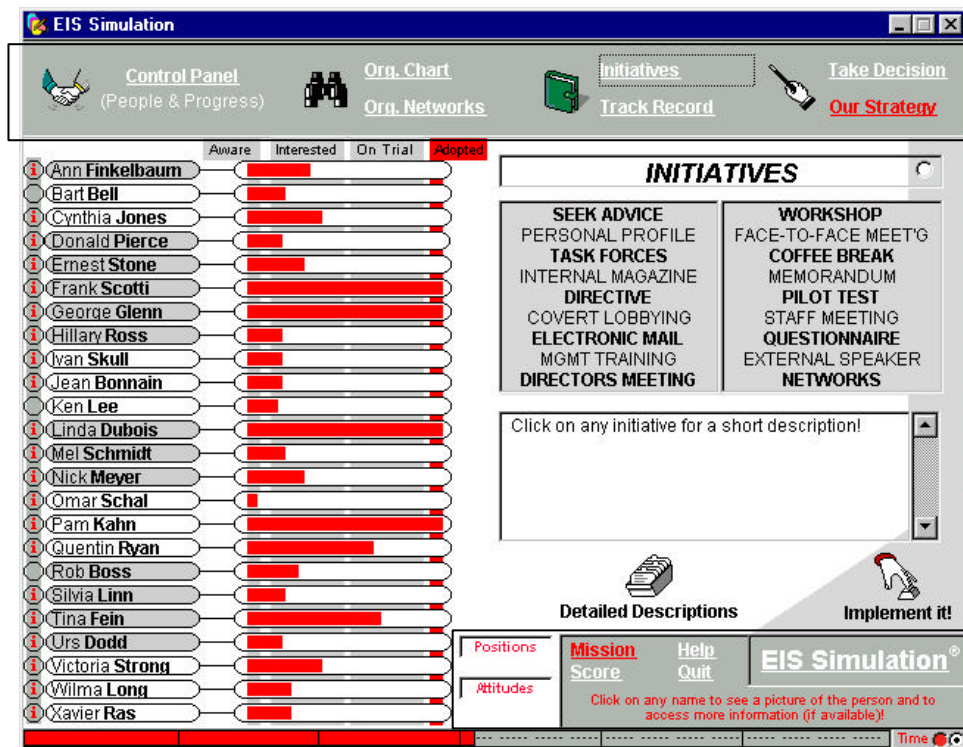 EIS Simulation
Control Panel
(People & Progress)
Org. Chart
Org. Networks
Initiatives
Track Record
Take Decision
Our Strategy
Aware Interested On Trial Adopted
i Ann Finkelbaum
Bart Bell
i Cynthia Jones
i Donald Pierce
i Ernest Stone
i Frank Scotti
i George Glenn
i Hillary Ross
i Ivan Skull
i Jean Bonnain
Ken Lee
i Linda Dubois
i Mel Schmidt
i Nick Meyer
i Omar Schal
i Pam Kahn
i Quentin Ryan
Rob Boss
i Silvia Linn
i Tina Fein
i Urs Dodd
i Victoria Strong
i Wilma Long
i Xavier Ras
INITIATIVES
SEEK ADVICE
PERSONAL PROFILE
TASK FORCES
INTERNAL MAGAZINE
DIRECTIVE
COVERT LOBBYING
ELECTRONIC MAIL
MGMT TRAINING
DIRECTORS MEETING
WORKSHOP
FACE-TO-FACE MEET'G
COFFEE BREAK
MEMORANDUM
PILOT TEST
STAFF MEETING
QUESTIONNAIRE
EXTERNAL SPEAKER
NETWORKS
Click on any initiative for a short description!
Detailed Descriptions
Implement it!
Positions
Attitudes
Mission Help
Score Quit
EIS Simulation®
Click on any name to see a picture of the person and to
access more information (if available)!
Time